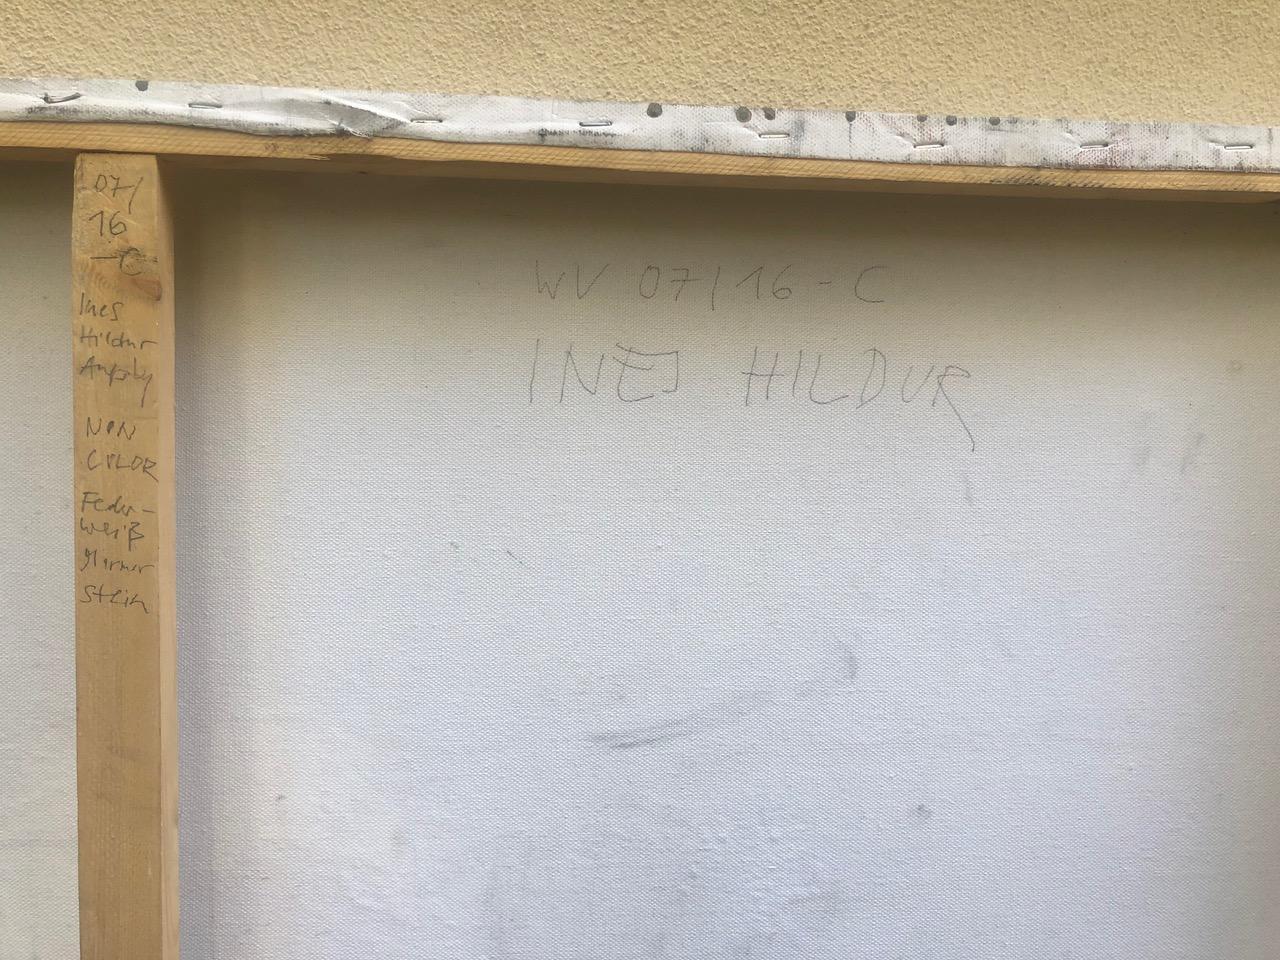 07/
16
-C
Ines
Hildur
NON
COLOR
Feder-
weiß
Marmor
Stein
WV 07/16-C
INES HILDUR